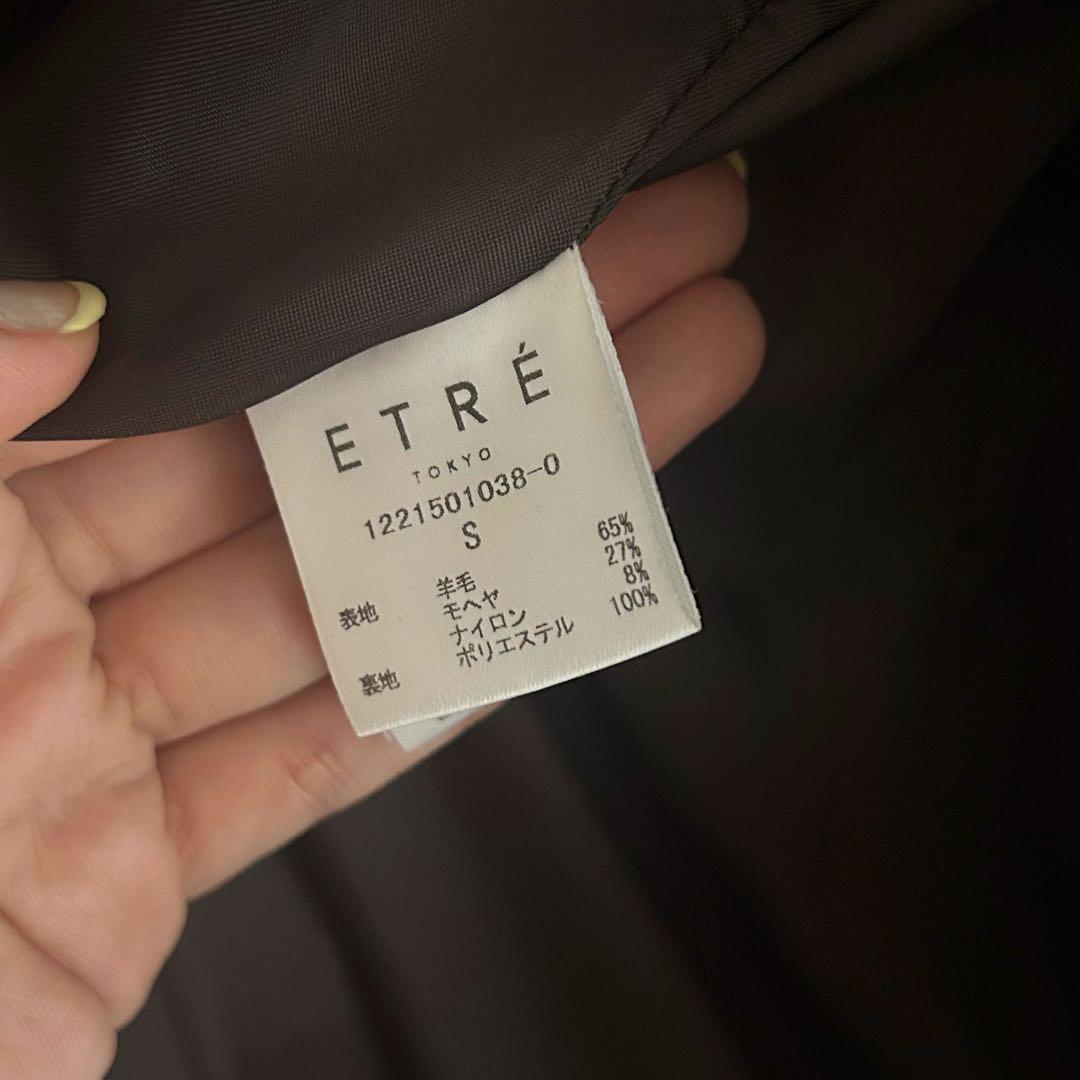 ETRÉ
TOKYO
1221501038-0
S
表地 羊毛 65%
モヘヤ 27%
ナイロン 8%
裏地 ポリエステル 100%